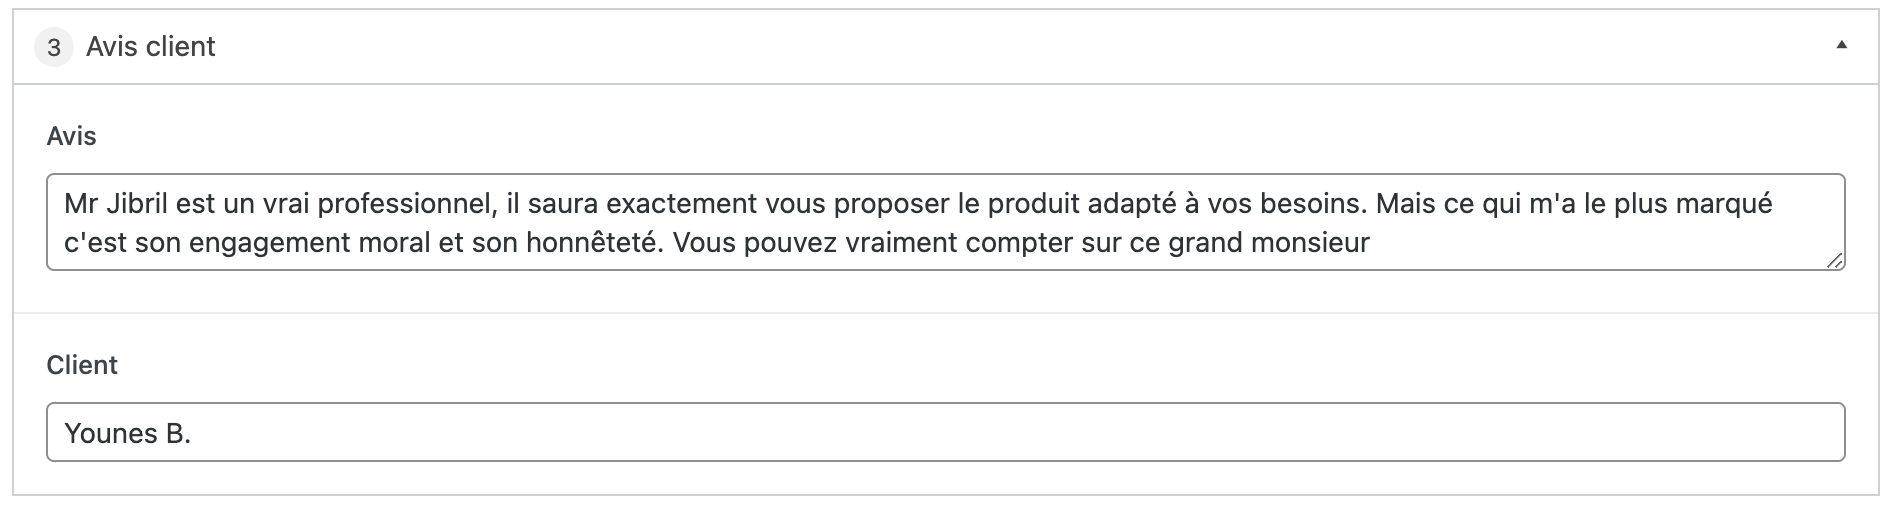 3 Avis client
Avis
Mr Jibril est un vrai professionnel, il saura exactement vous proposer le produit adapté à vos besoins. Mais ce qui m'a le plus marqué
c'est son engagement moral et son honnêteté. Vous pouvez vraiment compter sur ce grand monsieur
Client
Younes B.